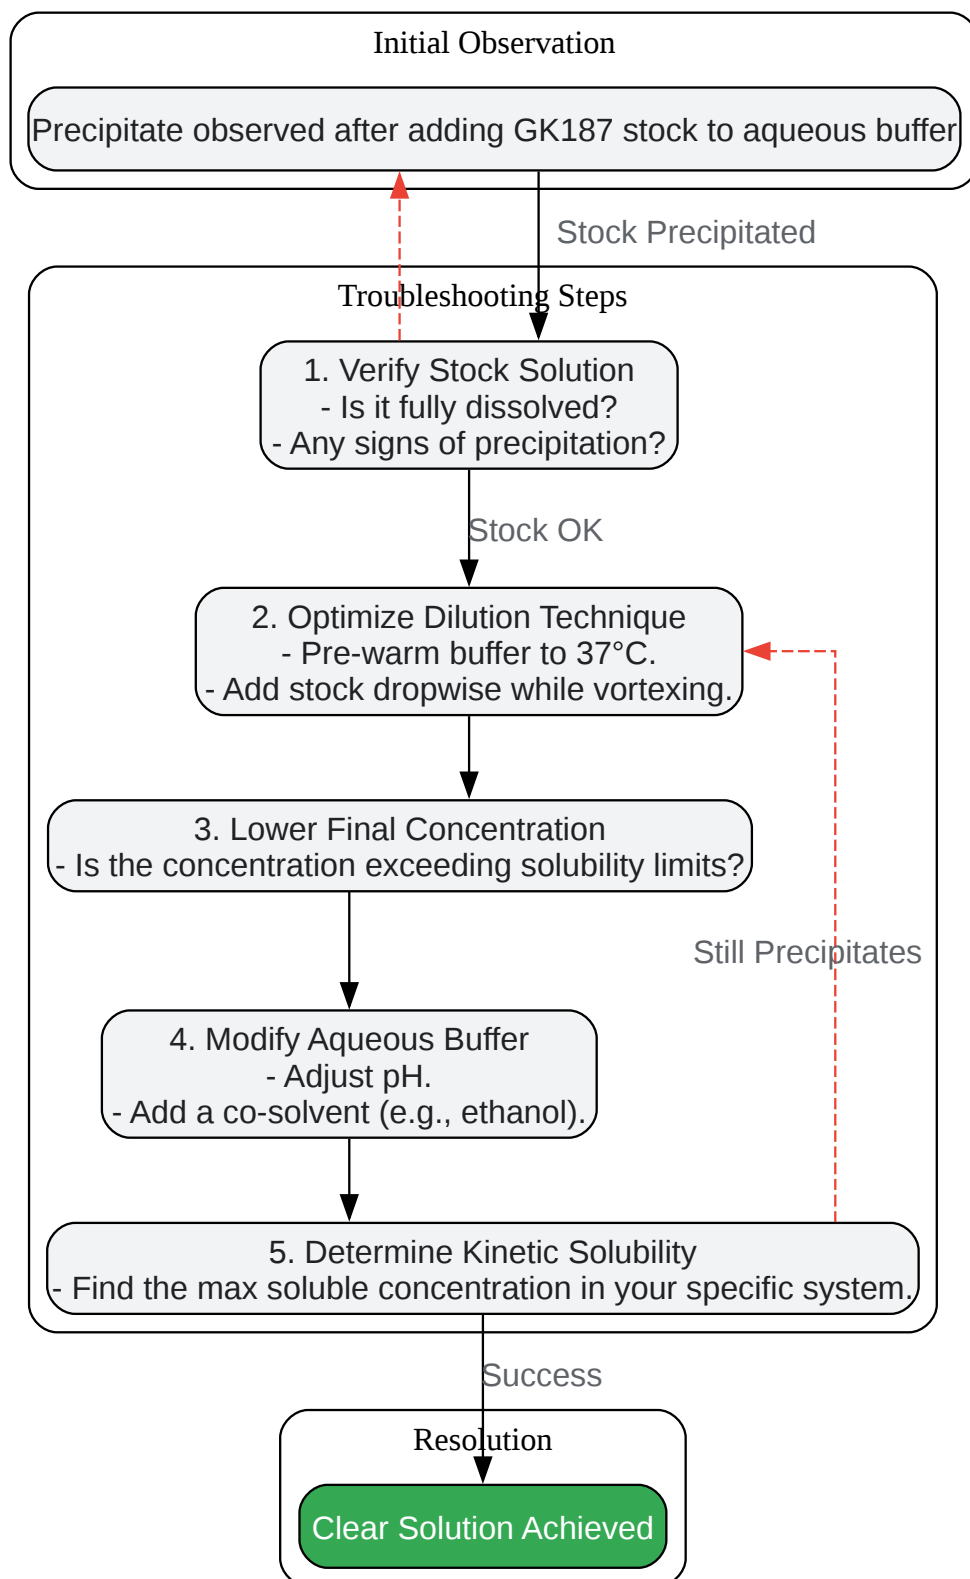 Initial Observation
Precipitate observed after adding GK187 stock to aqueous buffer
Stock Precipitated
Troubleshooting Steps
1. Verify Stock Solution
- Is it fully dissolved?
- Any signs of precipitation?
Stock OK
2. Optimize Dilution Technique
- Pre-warm buffer to 37°C.
- Add stock dropwise while vortexing.
3. Lower Final Concentration
- Is the concentration exceeding solubility limits?
Still Precipitates
4. Modify Aqueous Buffer
- Adjust pH.
- Add a co-solvent (e.g., ethanol).
5. Determine Kinetic Solubility
- Find the max soluble concentration in your specific system.
Success
Resolution
Clear Solution Achieved